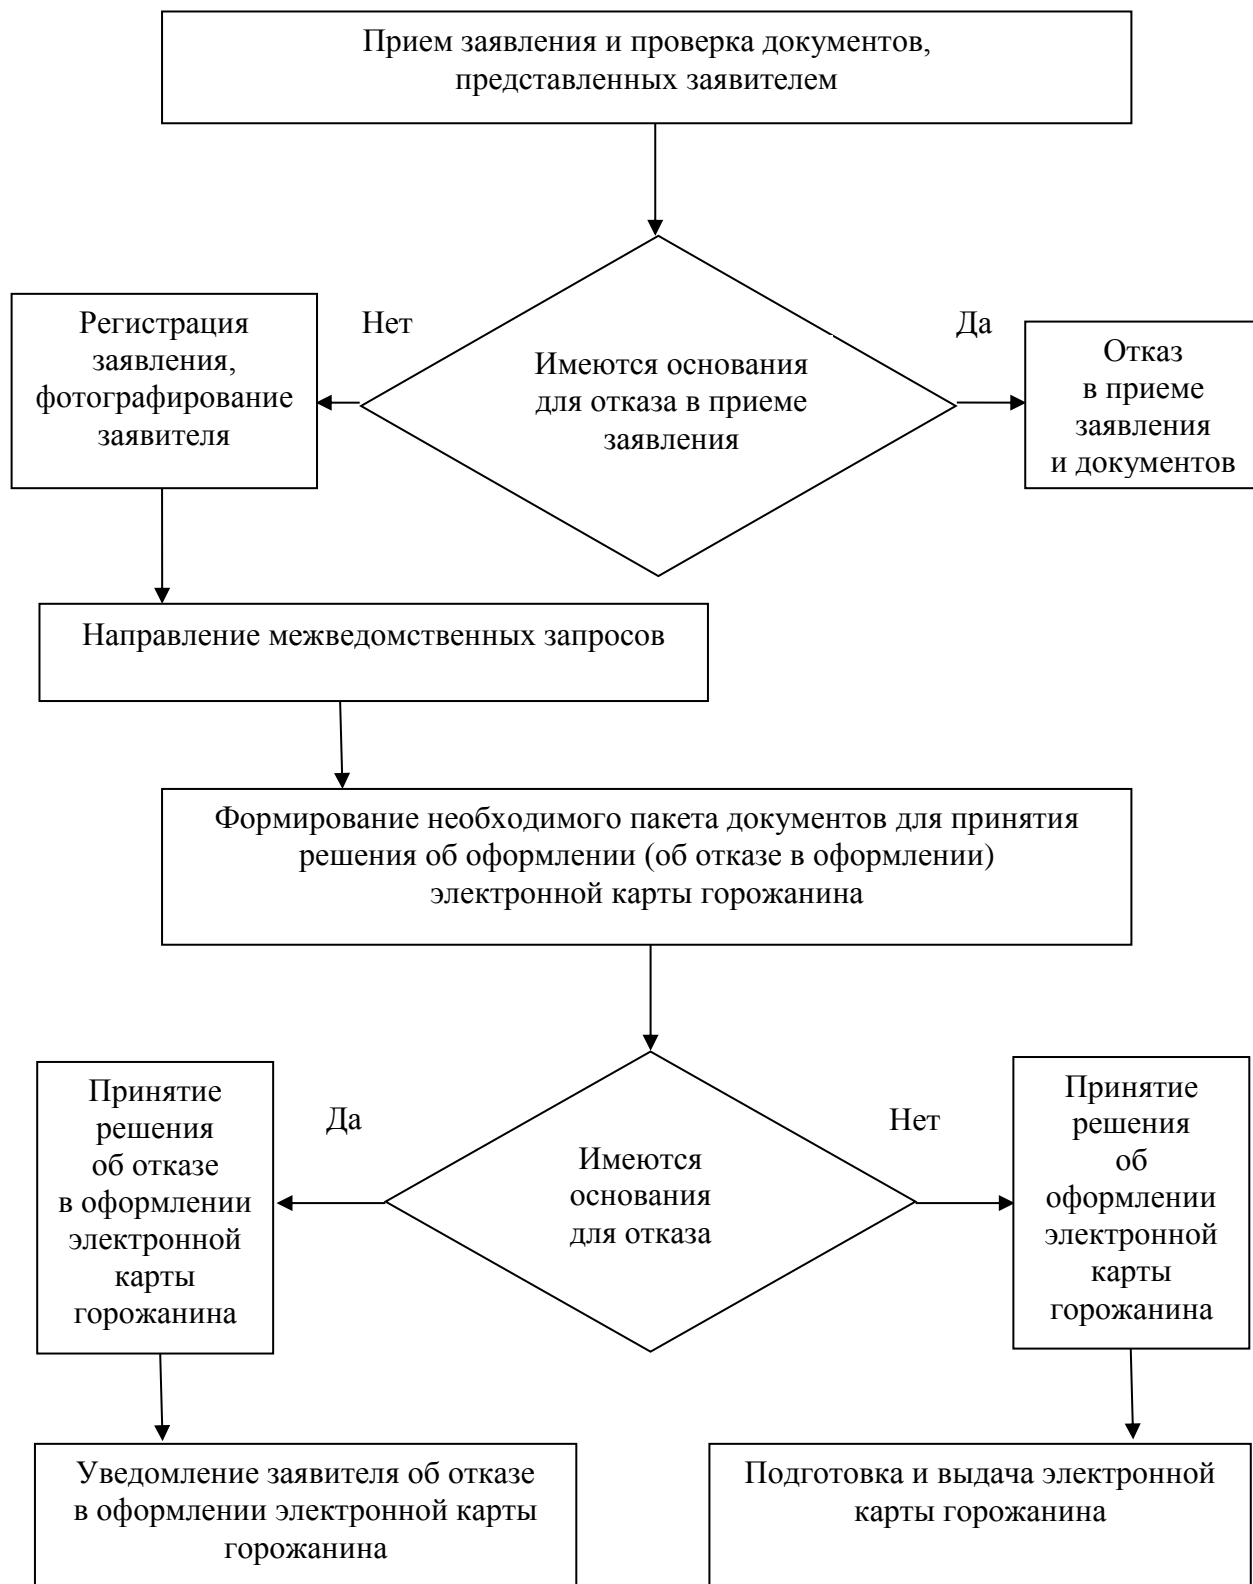 Прием заявления и проверка документов,
представленных заявителем
Регистрация
заявления,
фотографирование
заявителя
Нет
Имеются основания
для отказа в приеме
заявления
Да
Отказ
в приеме
заявления
и документов
Направление межведомственных запросов
Формирование необходимого пакета документов для принятия
решения об оформлении (об отказе в оформлении)
электронной карты горожанина
Принятие
решения
об отказе
в оформлении
электронной
карты
горожанина
Да
Имеются
основания
для отказа
Нет
Принятие
решения
об
оформлении
электронной
карты
горожанина
Уведомление заявителя об отказе
в оформлении электронной карты
горожанина
Подготовка и выдача электронной
карты горожанина